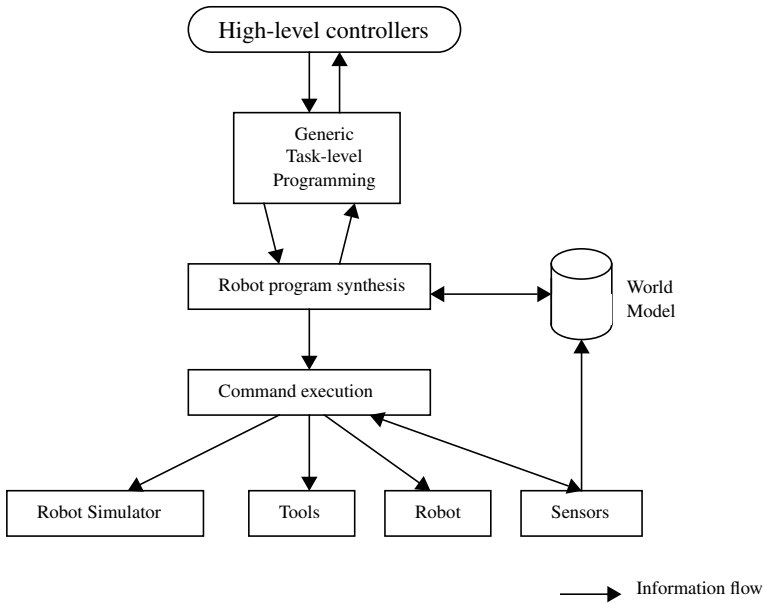 High-level controllers
Generic
Task-level
Programming
Robot program synthesis
World
Model
Command execution
Robot Simulator
Tools
Robot
Sensors
Information flow